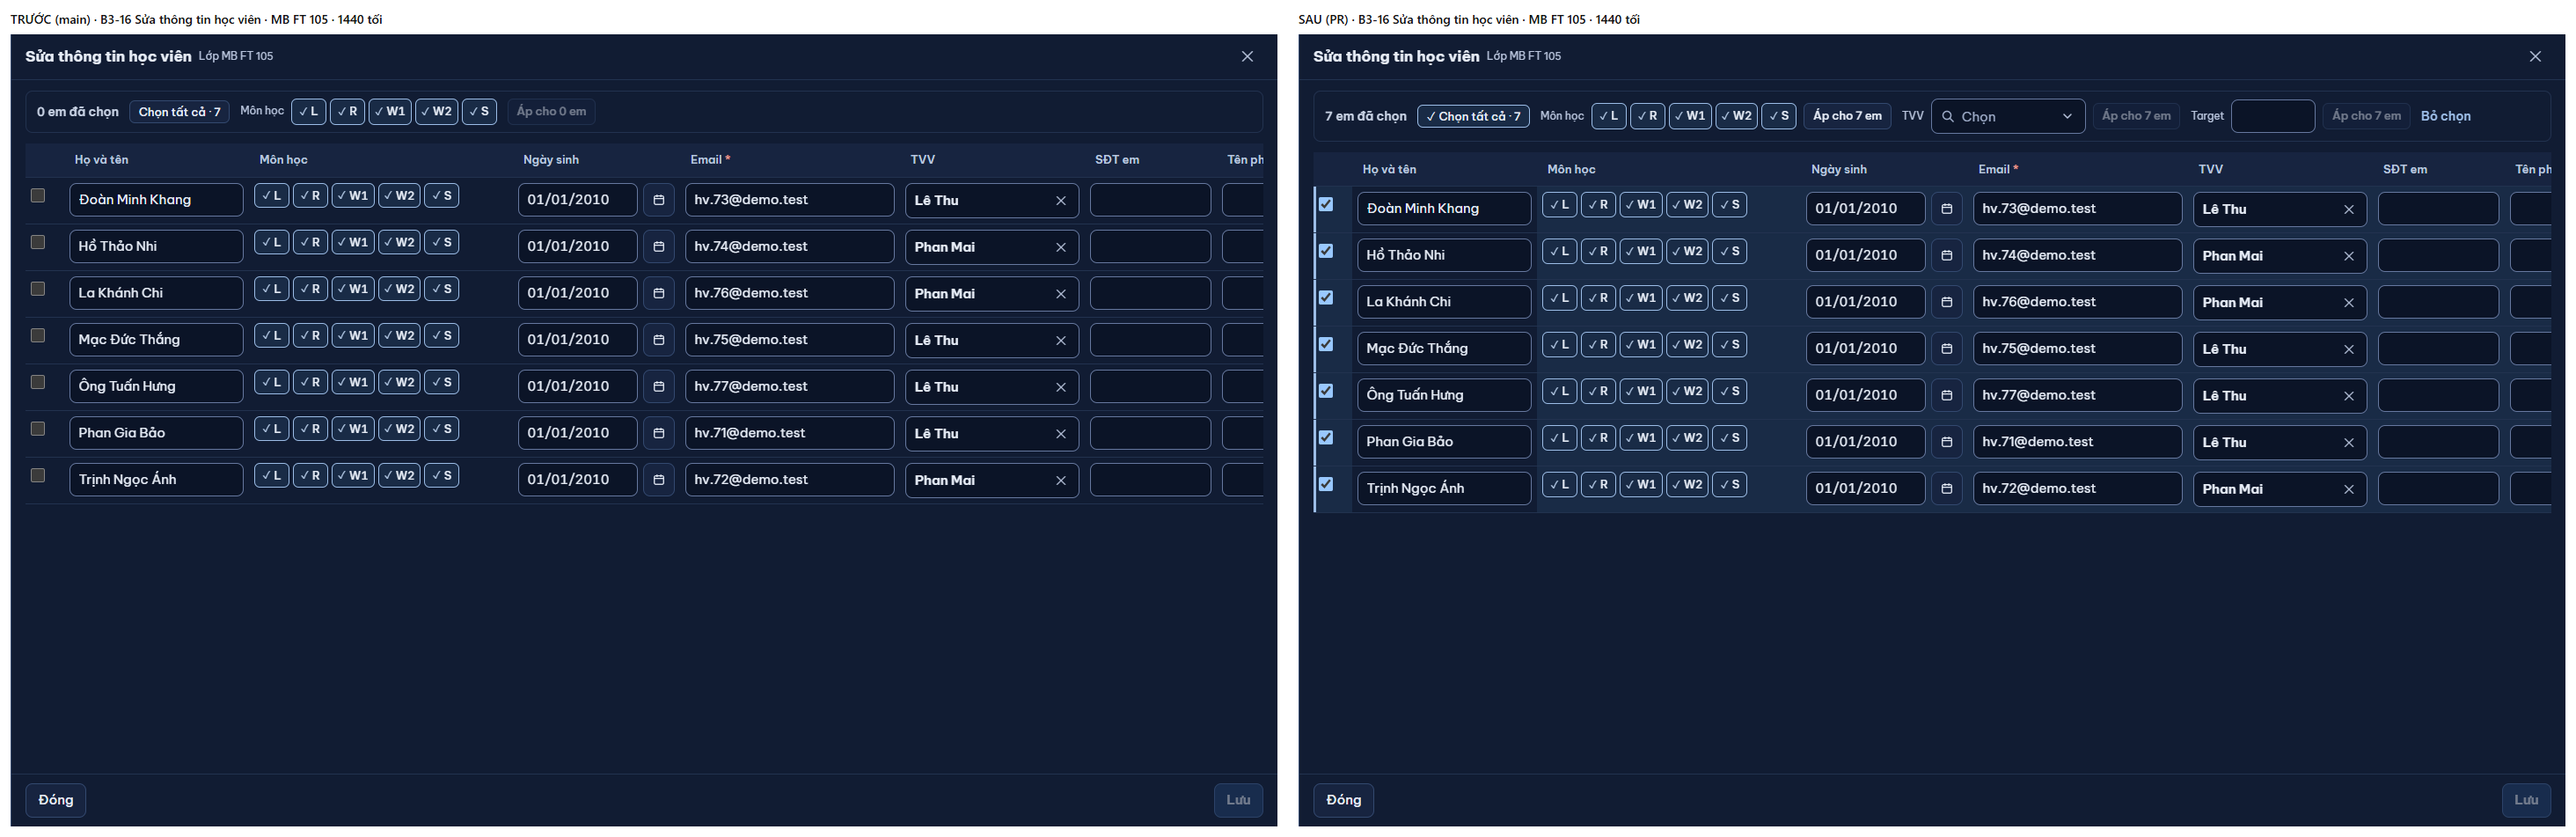 TRƯỚC (main) · B3-16 Sửa thông tin học viên · MB FT 105 · 1440 tối
Sửa thông tin học viên Lớp MB FT 105
0 em đã chọn Chọn tất cả · 7 Môn học ✓ L ✓ R ✓ W1 ✓ W2 ✓ S Áp cho 0 em
Họ và tên Môn học Ngày sinh Email * TVV SĐT em Tên ph
Đoàn Minh Khang ✓ L ✓ R ✓ W1 ✓ W2 ✓ S 01/01/2010 hv.73@demo.test Lê Thu
Hồ Thảo Nhi ✓ L ✓ R ✓ W1 ✓ W2 ✓ S 01/01/2010 hv.74@demo.test Phan Mai
La Khánh Chi ✓ L ✓ R ✓ W1 ✓ W2 ✓ S 01/01/2010 hv.76@demo.test Phan Mai
Mạc Đức Thắng ✓ L ✓ R ✓ W1 ✓ W2 ✓ S 01/01/2010 hv.75@demo.test Lê Thu
Ông Tuấn Hưng ✓ L ✓ R ✓ W1 ✓ W2 ✓ S 01/01/2010 hv.77@demo.test Lê Thu
Phan Gia Bảo ✓ L ✓ R ✓ W1 ✓ W2 ✓ S 01/01/2010 hv.71@demo.test Lê Thu
Trịnh Ngọc Ánh ✓ L ✓ R ✓ W1 ✓ W2 ✓ S 01/01/2010 hv.72@demo.test Phan Mai
Đóng Lưu
SAU (PR) · B3-16 Sửa thông tin học viên · MB FT 105 · 1440 tối
Sửa thông tin học viên Lớp MB FT 105
7 em đã chọn ✓ Chọn tất cả · 7 Môn học ✓ L ✓ R ✓ W1 ✓ W2 ✓ S Áp cho 7 em TVV Chọn Áp cho 7 em Target Áp cho 7 em Bỏ chọn
Họ và tên Môn học Ngày sinh Email * TVV SĐT em Tên ph
Đoàn Minh Khang ✓ L ✓ R ✓ W1 ✓ W2 ✓ S 01/01/2010 hv.73@demo.test Lê Thu
Hồ Thảo Nhi ✓ L ✓ R ✓ W1 ✓ W2 ✓ S 01/01/2010 hv.74@demo.test Phan Mai
La Khánh Chi ✓ L ✓ R ✓ W1 ✓ W2 ✓ S 01/01/2010 hv.76@demo.test Phan Mai
Mạc Đức Thắng ✓ L ✓ R ✓ W1 ✓ W2 ✓ S 01/01/2010 hv.75@demo.test Lê Thu
Ông Tuấn Hưng ✓ L ✓ R ✓ W1 ✓ W2 ✓ S 01/01/2010 hv.77@demo.test Lê Thu
Phan Gia Bảo ✓ L ✓ R ✓ W1 ✓ W2 ✓ S 01/01/2010 hv.71@demo.test Lê Thu
Trịnh Ngọc Ánh ✓ L ✓ R ✓ W1 ✓ W2 ✓ S 01/01/2010 hv.72@demo.test Phan Mai
Đóng Lưu